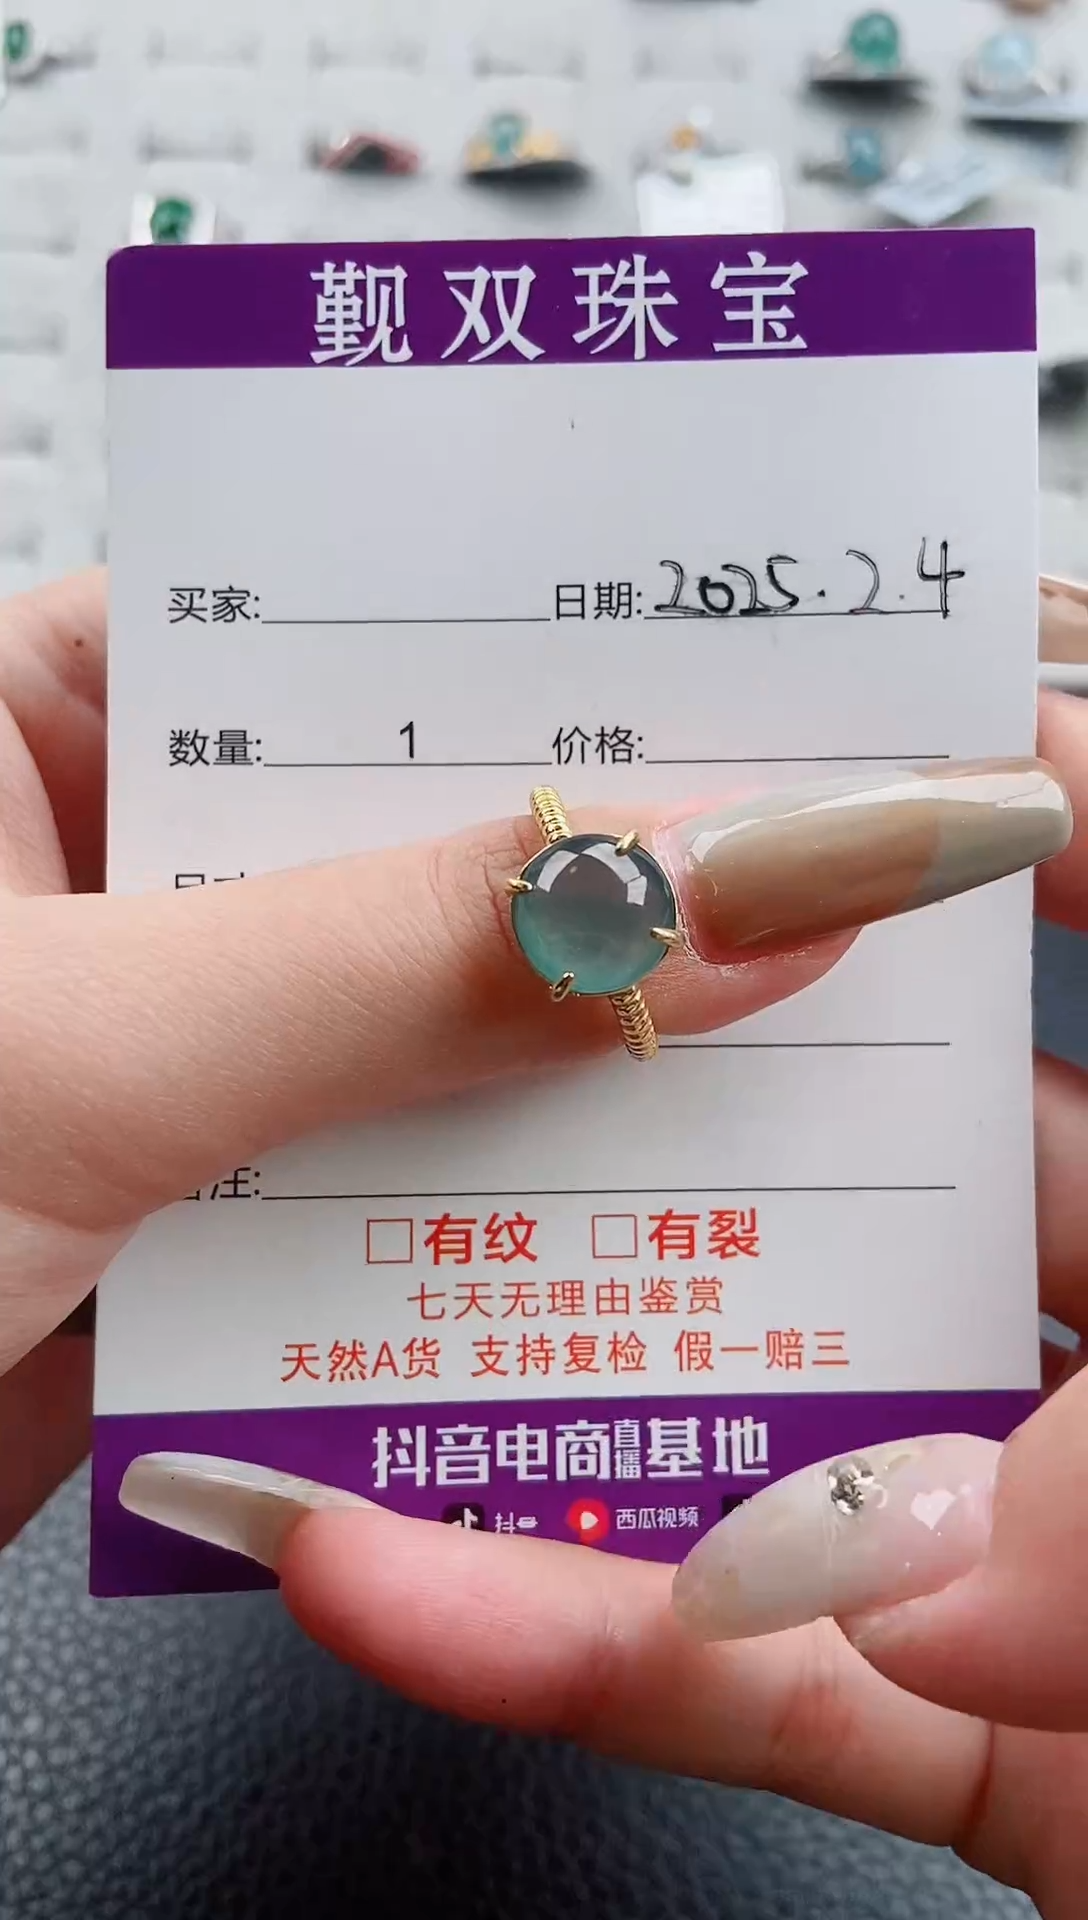 觐双珠宝
买家: 日期: 2025.2.4
数量: 1 价格:
注:
□有纹 □有裂
七天无理由鉴赏
天然A货 支持复检 假一赔三
抖音电商直播基地
西瓜视频